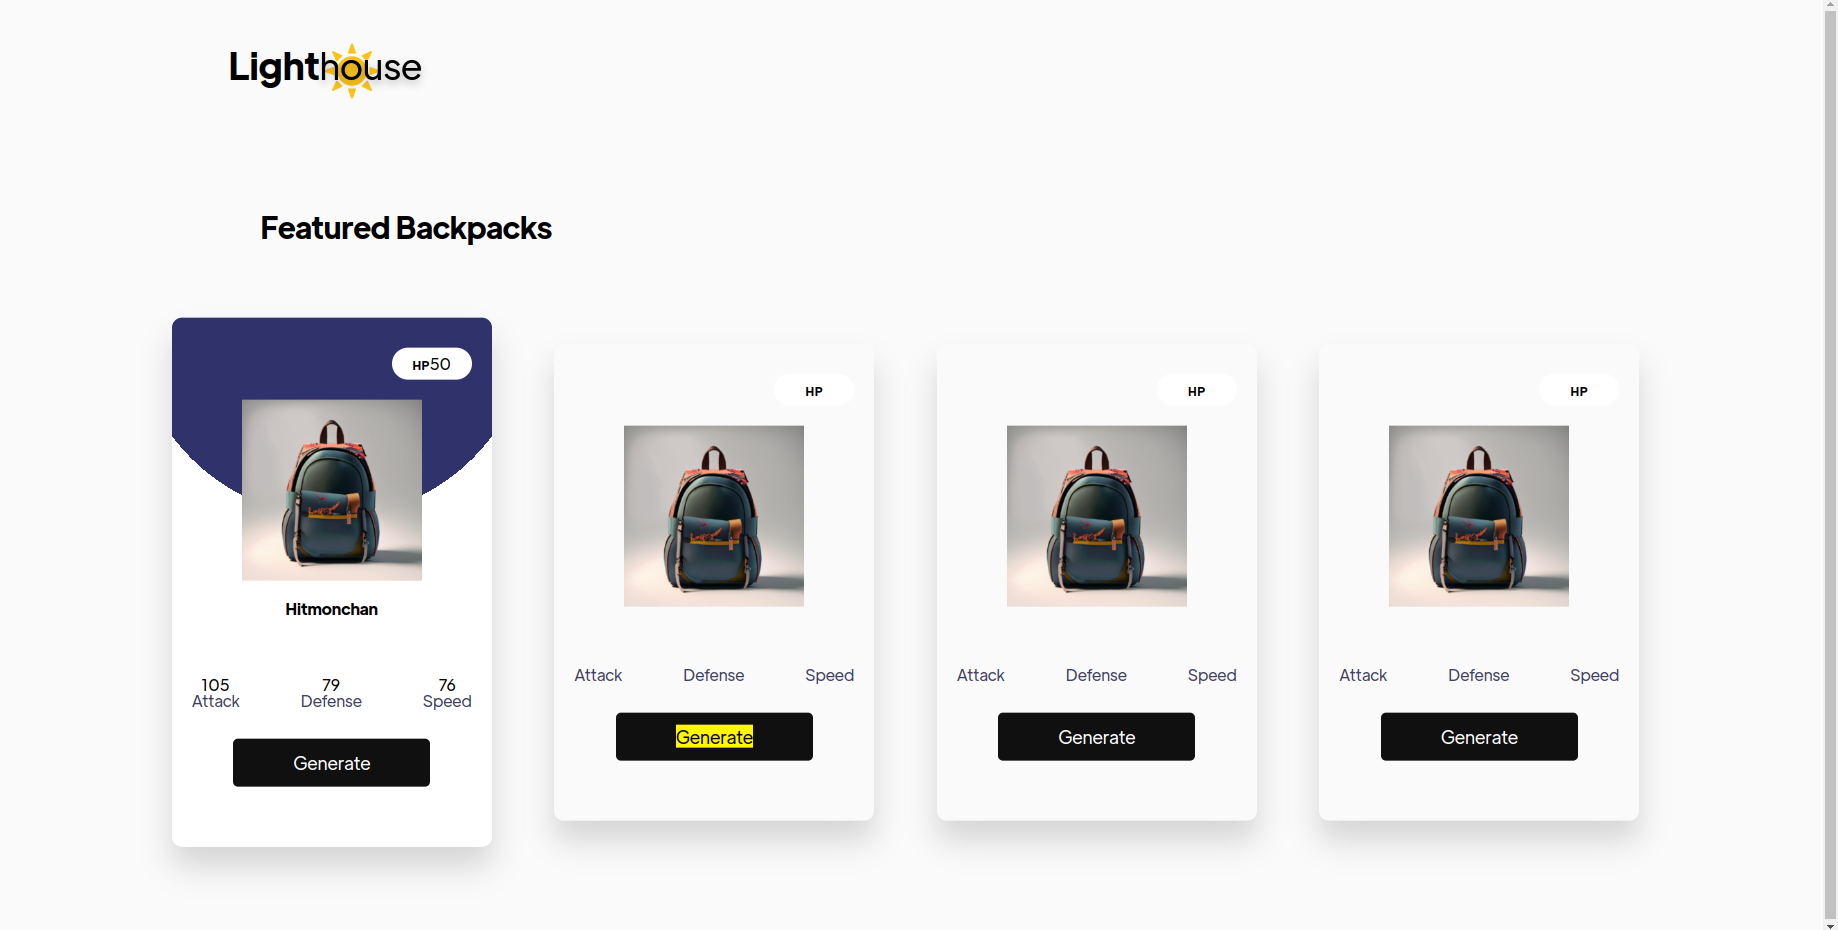 Lighthouse
Featured Backpacks
HP50
Hitmonchan
105 79 76
Attack Defense Speed
Generate
HP
Attack Defense Speed
Generate
HP
Attack Defense Speed
Generate
HP
Attack Defense Speed
Generate